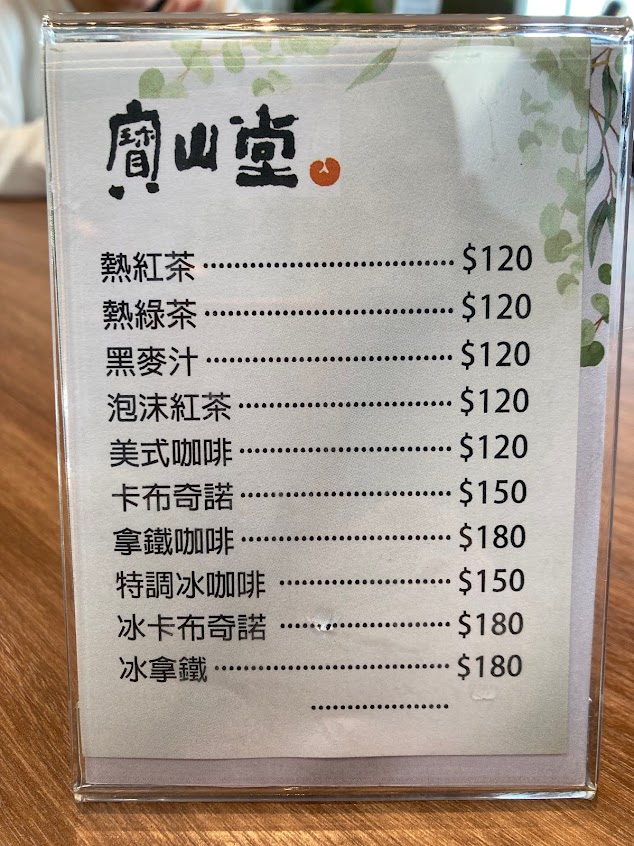 寶山堂
熱紅茶 $120
熱綠茶 $120
黑麥汁 $120
泡沫紅茶 $120
美式咖啡 $120
卡布奇諾 $150
拿鐵咖啡 $180
特調冰咖啡 $150
冰卡布奇諾 $180
冰拿鐵 $180